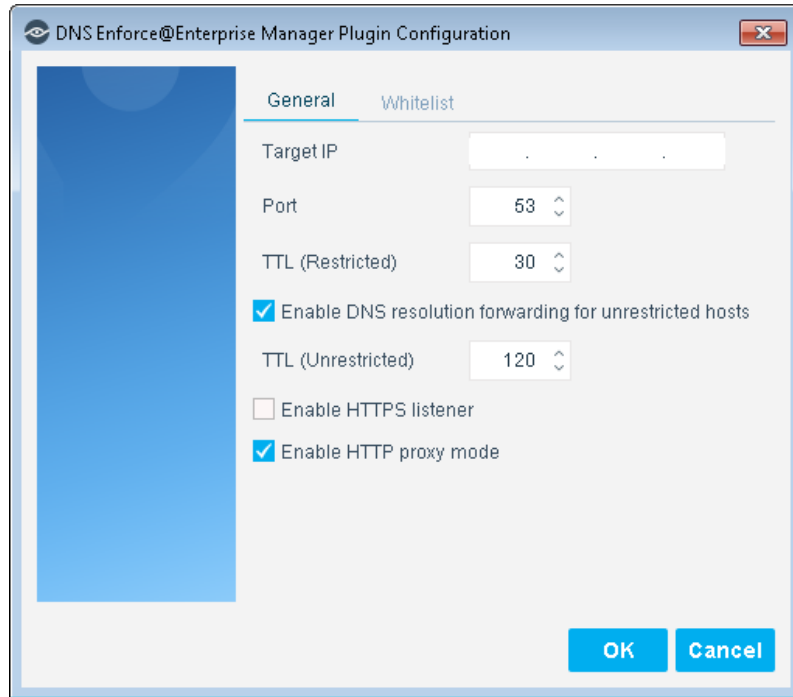 DNS Enforce@Enterprise Manager Plugin Configuration
General Whitelist
Target IP . . .
Port 53
TTL (Restricted) 30
Enable DNS resolution forwarding for unrestricted hosts
TTL (Unrestricted) 120
Enable HTTPS listener
Enable HTTP proxy mode
OK Cancel